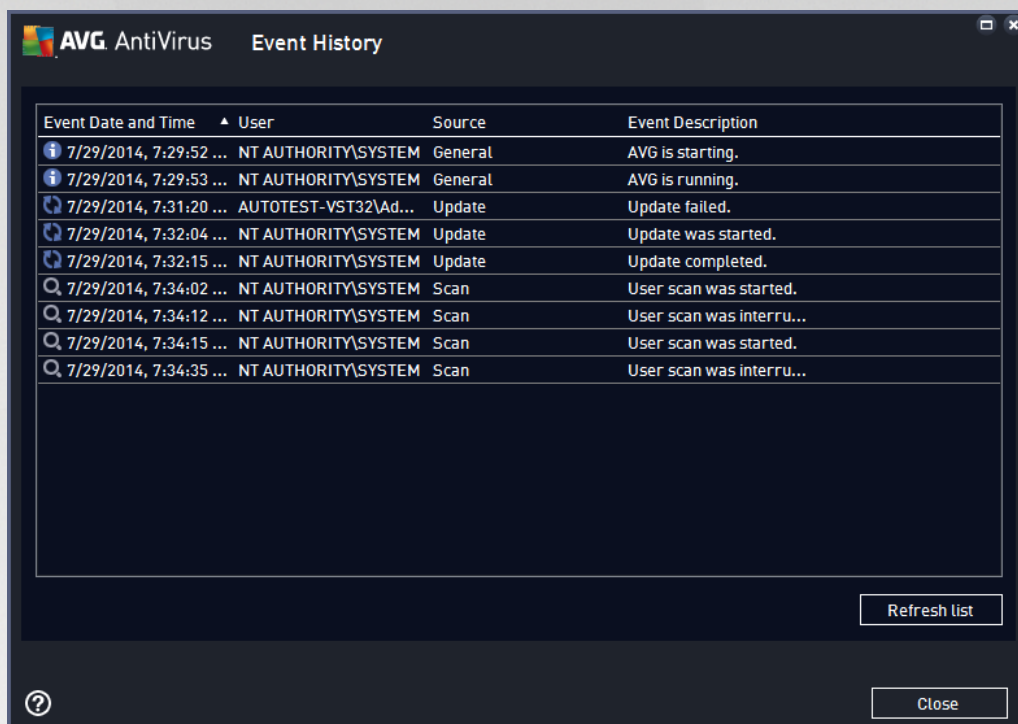 AVG. AntiVirus Event History
Event Date and Time User Source Event Description
7/29/2014, 7:29:52 ... NT AUTHORITY\SYSTEM General AVG is starting.
7/29/2014, 7:29:53 ... NT AUTHORITY\SYSTEM General AVG is running.
7/29/2014, 7:31:20 ... AUTOTEST-VST32\Ad... Update Update failed.
7/29/2014, 7:32:04 ... NT AUTHORITY\SYSTEM Update Update was started.
7/29/2014, 7:32:15 ... NT AUTHORITY\SYSTEM Update Update completed.
7/29/2014, 7:34:02 ... NT AUTHORITY\SYSTEM Scan User scan was started.
7/29/2014, 7:34:12 ... NT AUTHORITY\SYSTEM Scan User scan was interru...
7/29/2014, 7:34:15 ... NT AUTHORITY\SYSTEM Scan User scan was started.
7/29/2014, 7:34:35 ... NT AUTHORITY\SYSTEM Scan User scan was interru...
Refresh list
Close